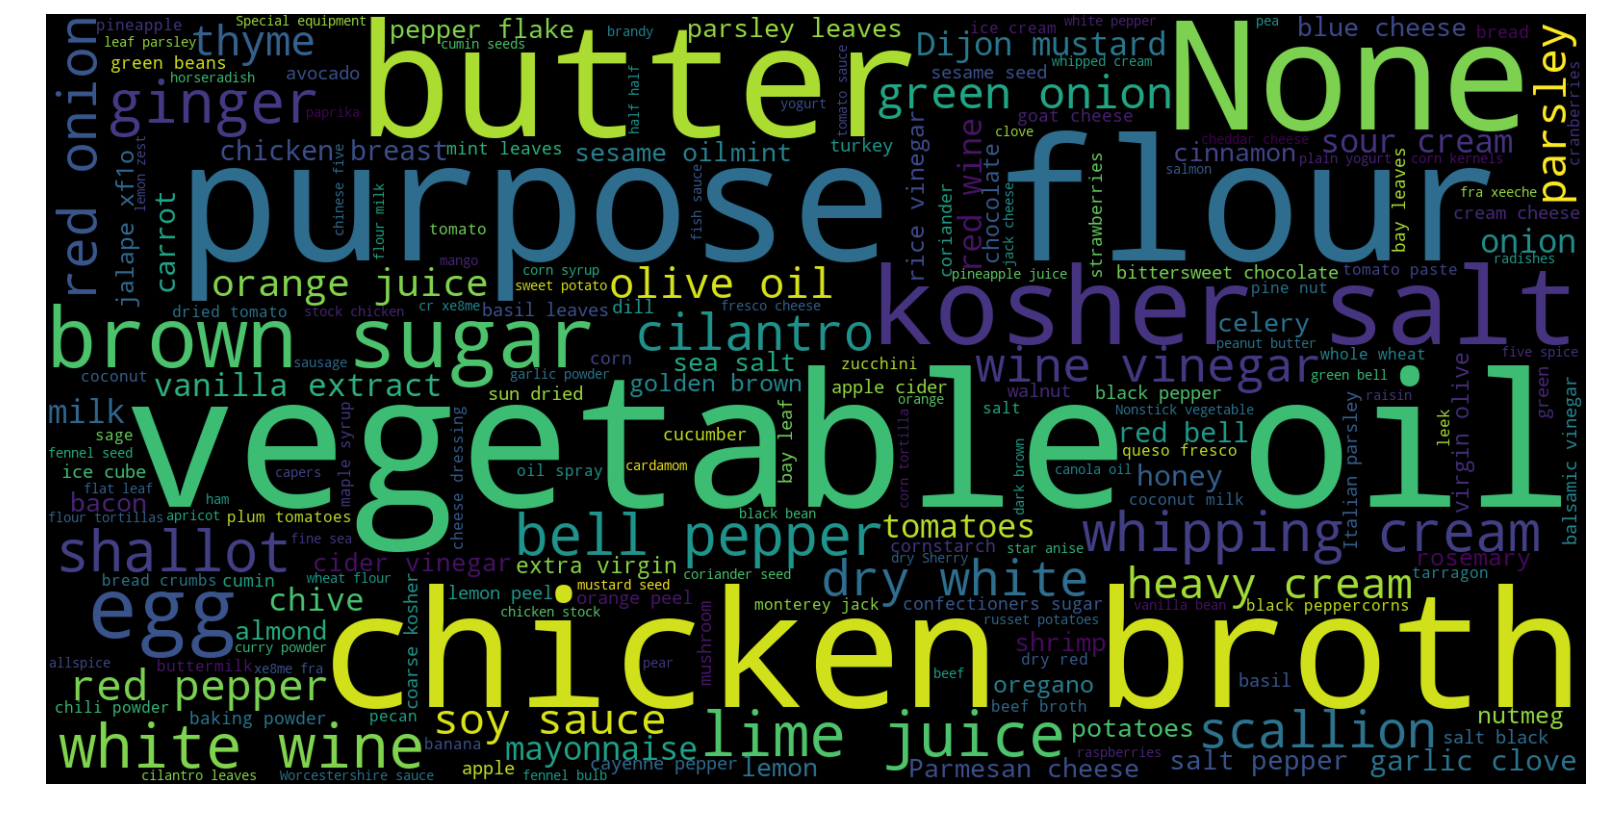 pineapple
Special equipment
pepper flake
parsley leaves
ice cream
white pepper
pea
blue cheese
bread
leaf parsley
thyme
butter
cumin seeds
brandy
Dijon mustard
whipped cream
None
parsley
green beans
horseradish
avocado
half half
tomato sauce
sesame seed
red onion
ginger
paprika
yogurt
green onion
goat cheese
cranberries
lemon zest
chicken breast
mint leaves
sesame oil
mint
turkey
rice vinegar
red wine
clove
cheddar cheese
sour cream
cinnamon
plain yogurt
corn kernels
salmon
jalape xf1o
carrot
purpose flour
chinese five
flour milk
fish sauce
coriander
chocolate
jack cheese
strawberries
bay leaves
fra xeeche
cream cheese
tomato
onion
radishes
mango
orange juice
corn syrup
sweet potato
olive oil
pineapple juice
bittersweet chocolate
tomato paste
pine nut
dried tomato
stock chicken
cr xe8me
basil leaves
dill
fresco cheese
kosher salt
brown sugar
cilantro
celery
peanut butter
sausage
corn
sea salt
zucchini
wine vinegar
whole wheat
five spice
coconut
vanilla extract
garlic powder
golden brown
apple cider
orange
walnut
black pepper
green bell
raisin
green
milk
sun dried
salt
Nonstick vegetable
leek
virgin olive
sage
maple syrup
cheese dressing
vegetable oil
cucumber
bay leaf
red bell
queso fresco
fennel seed
ice cube
capers
oil spray
cardamom
corn tortilla
dark brown
canola oil
honey
Italian parsley
balsamic vinegar
flat leaf
bacon
ham
coconut milk
flour tortillas
apricot
plum tomatoes
black bean
bell pepper
tomatoes
whipping cream
shallot
fine sea
cornstarch
star anise
dry Sherry
cider vinegar
extra virgin
coriander seed
dry white
rosemary
tarragon
bread crumbs
cumin
wheat flour
mustard seed
heavy cream
egg
chive
coarse kosher
lemon peel
orange peel
chicken stock
monterey jack
confectioners sugar
vanilla bean
black peppercorns
russet potatoes
almond
curry powder
chicken broth
mushroom
shrimp
allspice
buttermilk
xe8me fra
pear
beef
dry red
red pepper
oregano
basil
chili powder
baking powder
pecan
soy sauce
beef broth
nutmeg
white wine
banana
mayonnaise
lime juice
potatoes
scallion
salt black
raspberries
cilantro leaves
Worcestershire sauce
apple
fennel bulb
cayenne pepper
lemon
Parmesan cheese
salt pepper
garlic clove